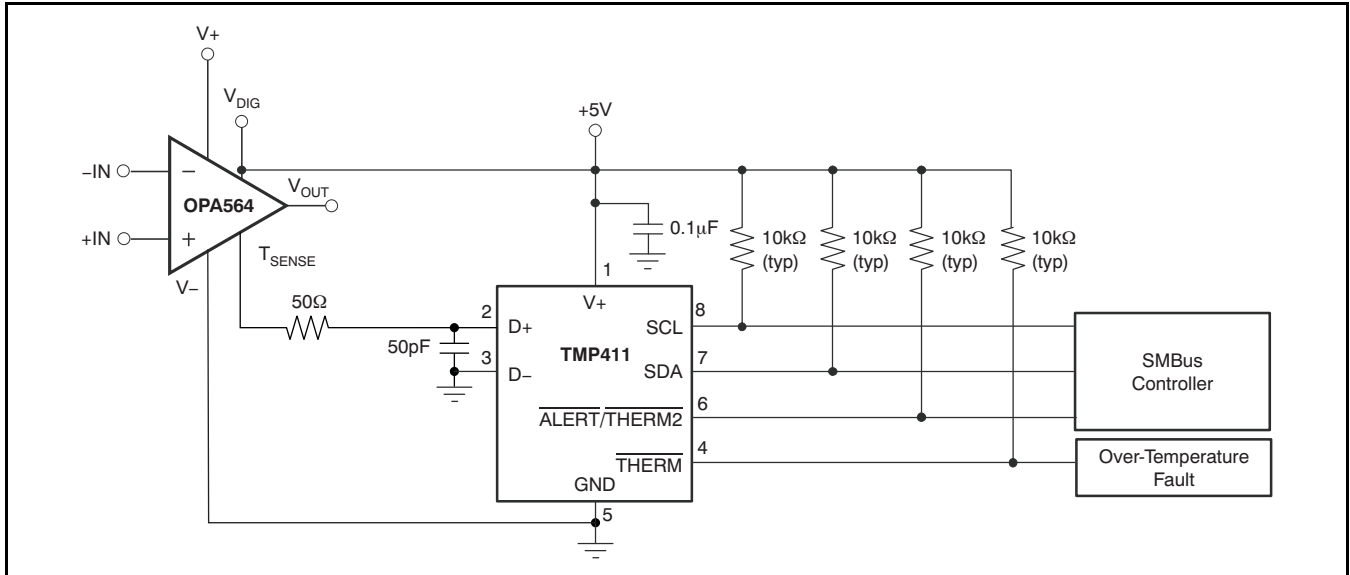 V+
VDIG
+5V
−IN
−
VOUT
OPA564
+IN
+
TSENSE
V−
0.1μF
10kΩ
(typ)
10kΩ
(typ)
10kΩ
(typ)
10kΩ
(typ)
1
V+
50Ω
2
D+
50pF
3
D−
TMP411
8
SCL
7
SDA
6
ALERT/THERM2
4
THERM
GND
5
SMBus
Controller
Over-Temperature
Fault